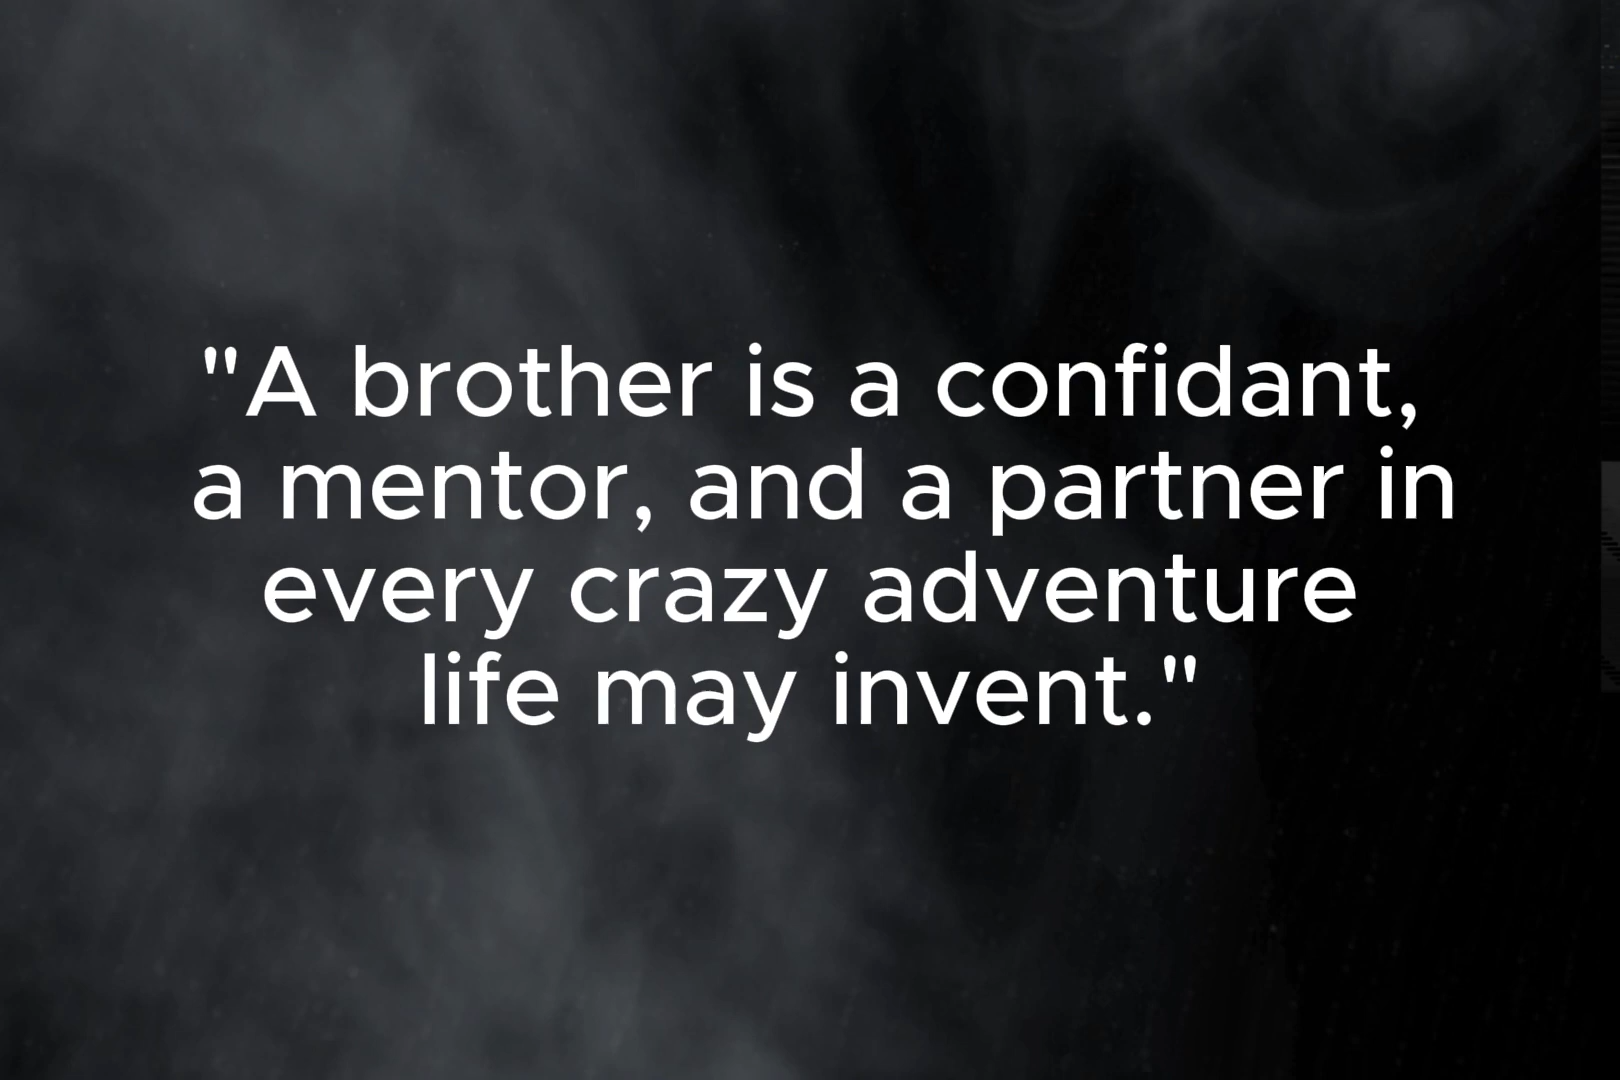 "A brother is a confidant,
a mentor, and a partner in
every crazy adventure
life may invent."